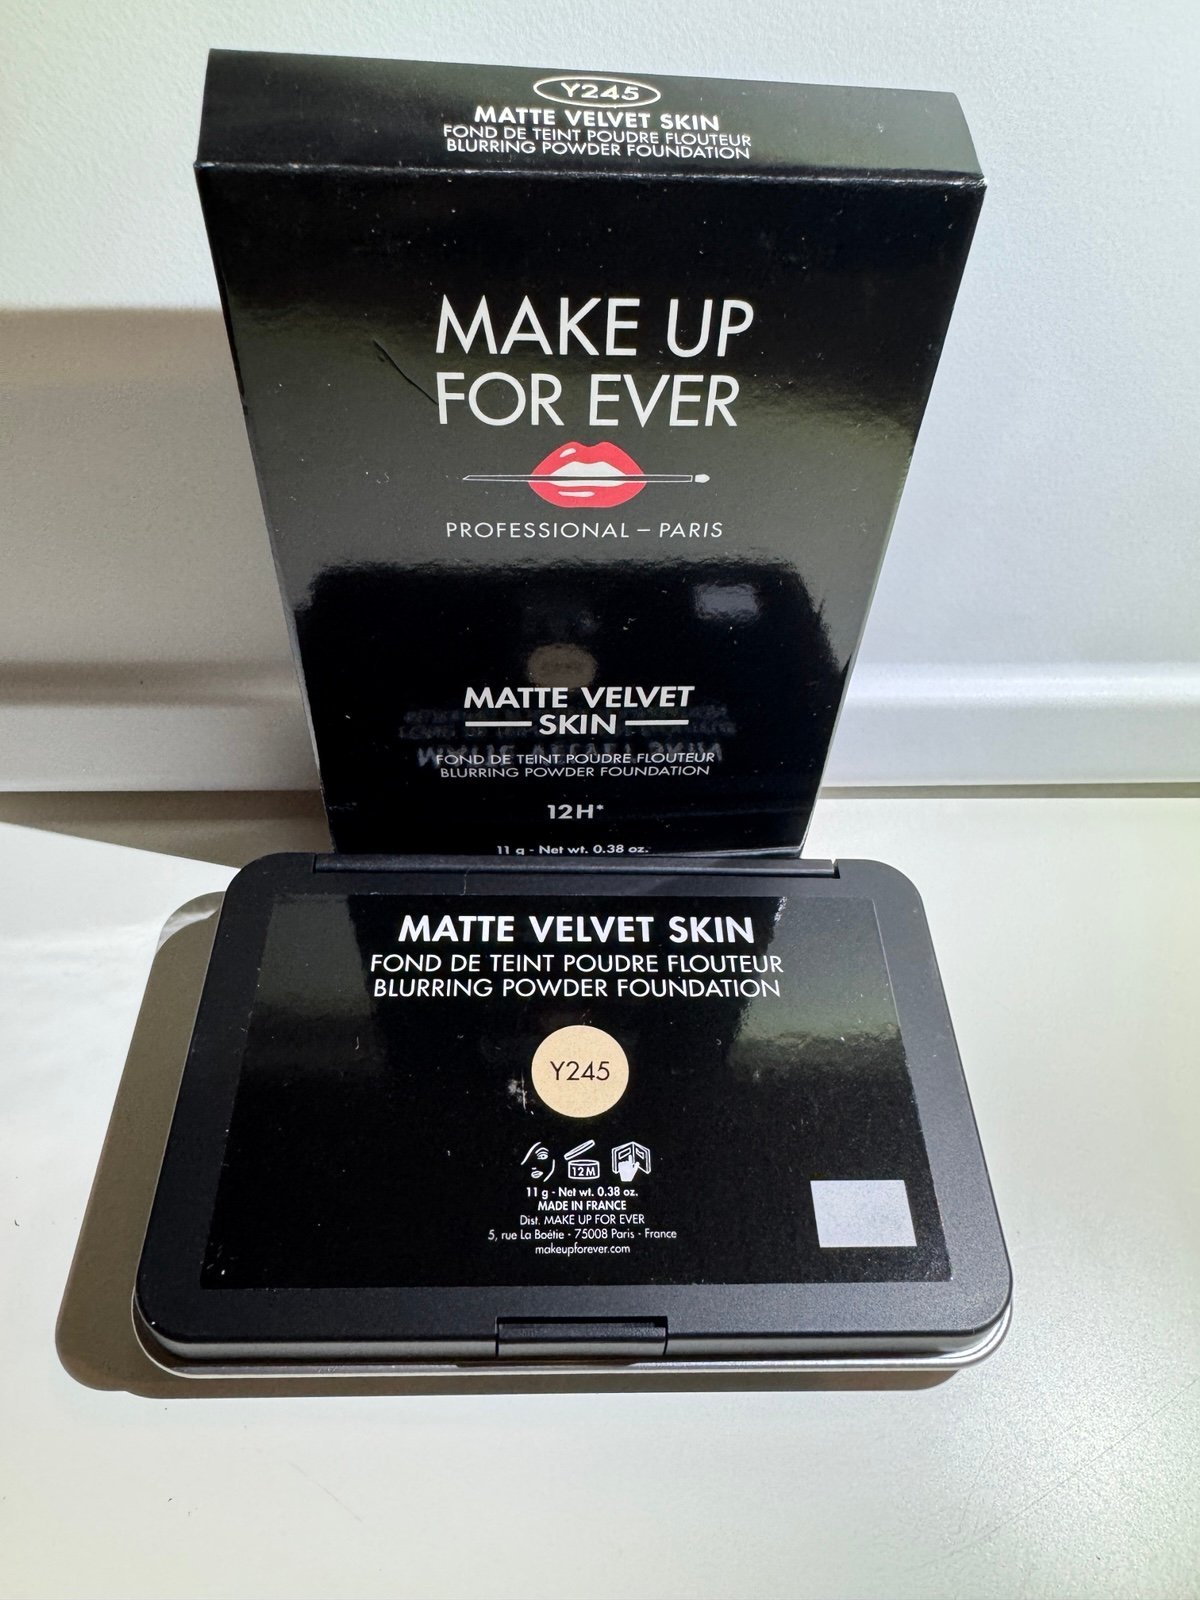 Y245
MATTE VELVET SKIN
FOND DE TEINT POUDRE FLOUTEUR
BLURRING POWDER FOUNDATION
MAKE UP
FOR EVER
PROFESSIONAL – PARIS
MATTE VELVET
SKIN
FOND DE TEINT POUDRE FLOUTEUR
BLURRING POWDER FOUNDATION
12H*
11 g - Net wt. 0.38 oz.
MATTE VELVET SKIN
FOND DE TEINT POUDRE FLOUTEUR
BLURRING POWDER FOUNDATION
Y245
12M
11 g - Net wt. 0.38 oz.
MADE IN FRANCE
Dist. MAKE UP FOR EVER
5, rue La Boétie - 75008 Paris - France
makeupforever.com